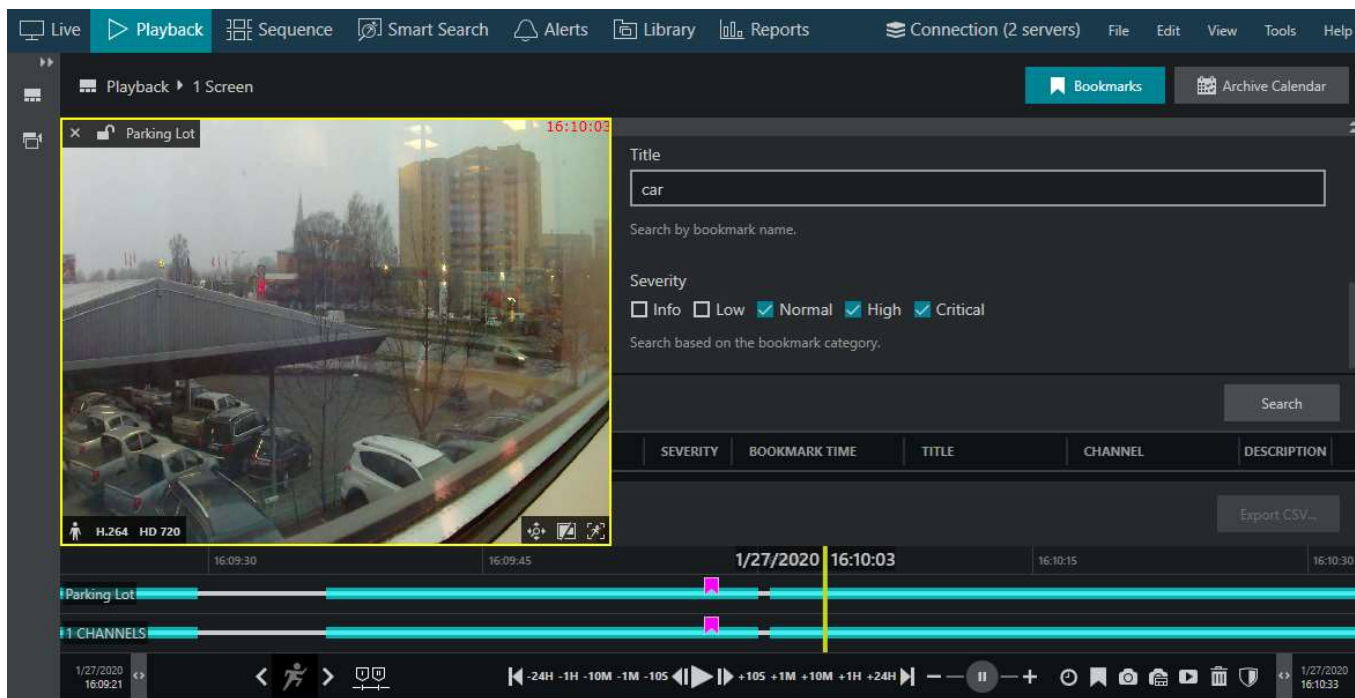 Live Playback Sequence Smart Search Alerts Library Reports Connection (2 servers) File Edit View Tools Help
Playback 1 Screen Bookmarks Archive Calendar
Parking Lot 16:10:03
Title
car
Search by bookmark name.
Severity
Info Low Normal High Critical
Search based on the bookmark category.
Search
SEVERITY BOOKMARK TIME TITLE CHANNEL DESCRIPTION
H.264 HD 720
Export CSV...
16:09:30 16:09:45 1/27/2020 16:10:03 16:10:15 16:10:30
Parking Lot
1 CHANNELS
1/27/2020
16:09:21
-24H -1H -10M -1M -10S +10S +1M +10M +1H +24H
1/27/2020
16:10:33